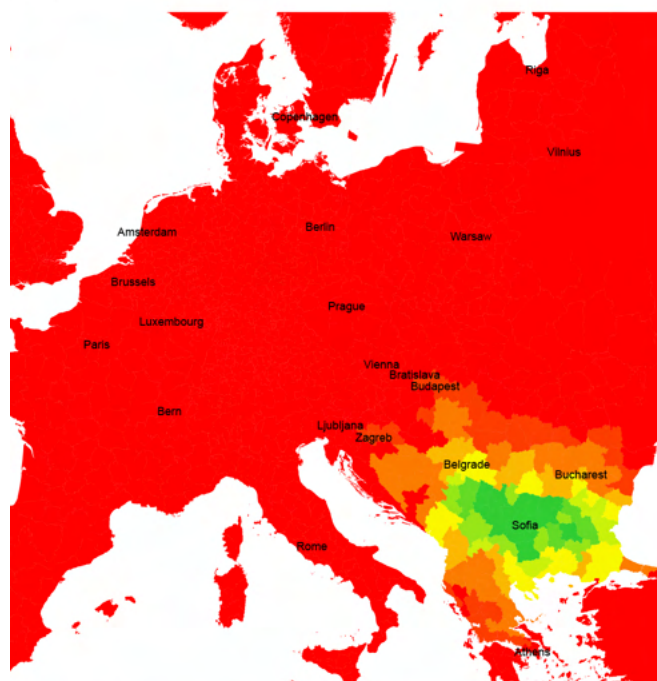 Riga
Copenhagen
Vilnius
Amsterdam
Berlin
Warsaw
Brussels
Prague
Luxembourg
Paris
Vienna
Bratislava
Budapest
Bern
Ljubljana
Zagreb
Belgrade
Bucharest
Sofia
Rome
Athens